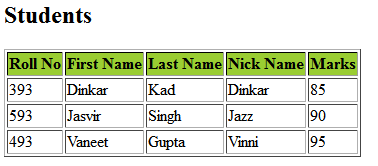 Students
Roll No First Name Last Name Nick Name Marks
393 Dinkar Kad Dinkar 85
593 Jasvir Singh Jazz 90
493 Vaneet Gupta Vinni 95